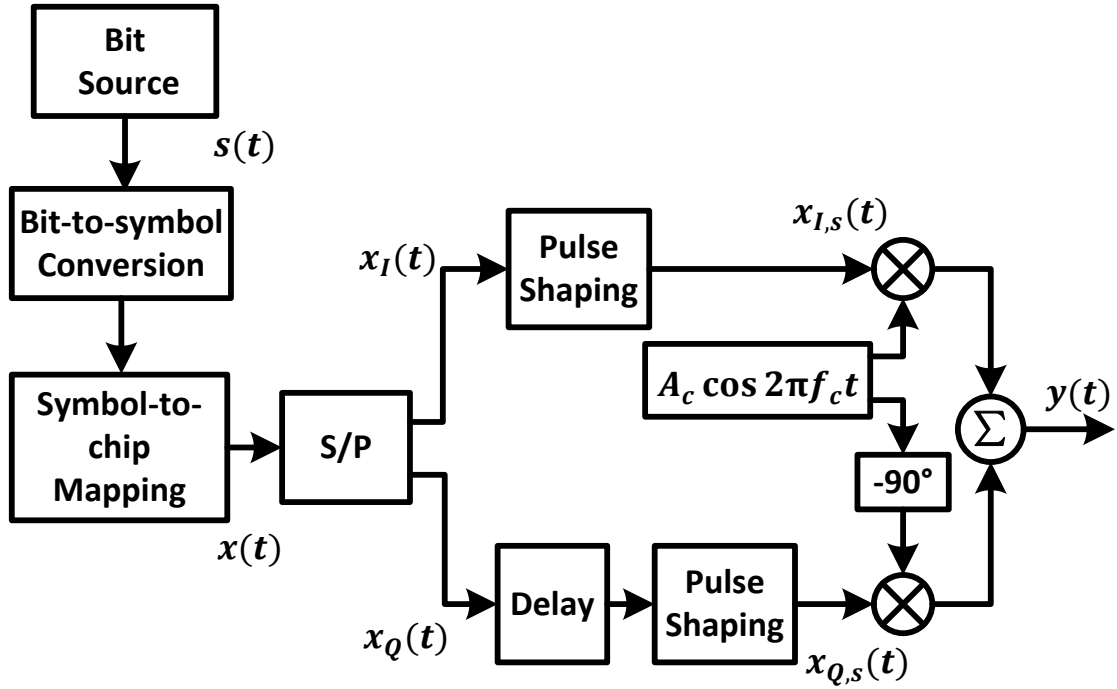 Bit
Source
s(t)
Bit-to-symbol
Conversion
Symbol-to-
chip
Mapping
x(t)
S/P
x_I(t)
Pulse
Shaping
x_{I,s}(t)
A_c cos 2πf_c t
-90°
Σ
y(t)
x_Q(t)
Delay
Pulse
Shaping
x_{Q,s}(t)